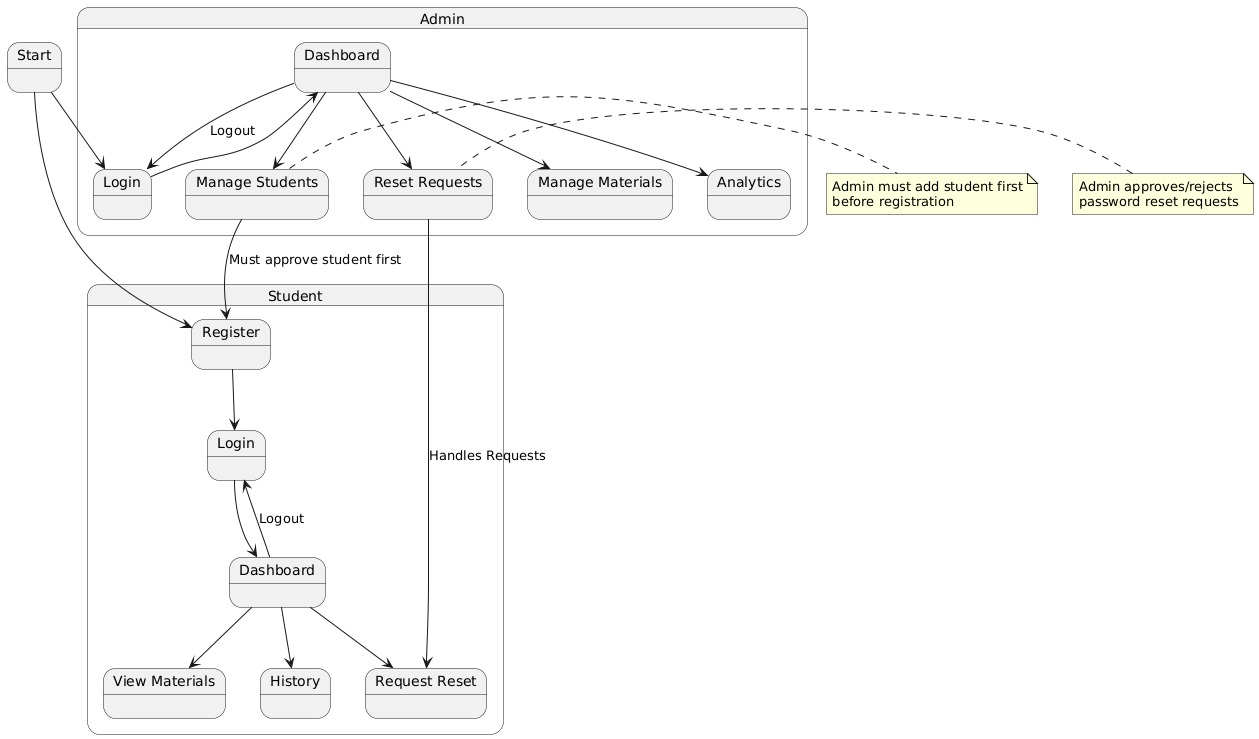 Admin
Start
Dashboard
Logout
Login
Manage Students
Reset Requests
Manage Materials
Analytics
Admin must add student first
before registration
Admin approves/rejects
password reset requests
Must approve student first
Student
Register
Login
Handles Requests
Logout
Dashboard
View Materials
History
Request Reset